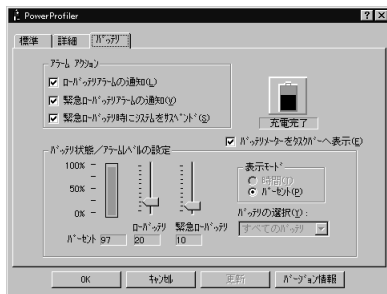 PowerProfiler
標準 詳細 ﾊﾞｯﾃﾘ
ｱﾗｰﾑ ｱｸｼｮﾝ
ﾛｰﾊﾞｯﾃﾘｱﾗｰﾑの通知(L)
緊急ﾛｰﾊﾞｯﾃﾘｱﾗｰﾑの通知(V)
緊急ﾛｰﾊﾞｯﾃﾘ時にｼｽﾃﾑをｻｽﾍﾟﾝﾄﾞ(S)
充電完了
ﾊﾞｯﾃﾘﾒｰﾀｰをﾀｽｸﾊﾞｰへ表示(E)
ﾊﾞｯﾃﾘ状態／ｱﾗｰﾑﾚﾍﾞﾙの設定
100%
50%
0%
ﾛｰﾊﾞｯﾃﾘ 緊急ﾛｰﾊﾞｯﾃﾘ
ﾊﾟｰｾﾝﾄ 97 20 10
表示ﾓｰﾄﾞ
時間(T)
ﾊﾟｰｾﾝﾄ(P)
ﾊﾞｯﾃﾘの選択(Y):
すべてのﾊﾞｯﾃﾘ
OK ｷｬﾝｾﾙ 更新 ﾊﾞｰｼﾞｮﾝ情報